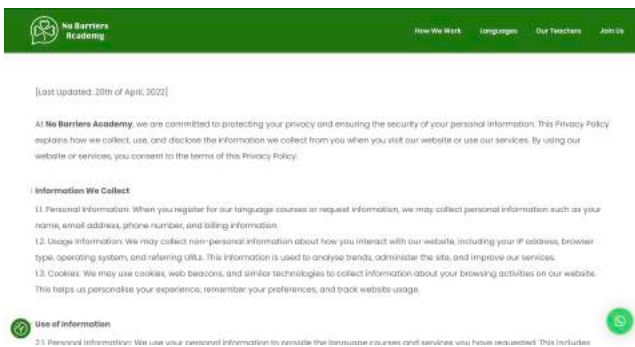 No Barriers
Academy
How We Work Languages Our Teachers Join Us
[Last Updated: 20th of April, 2022]
At No Barriers Academy, we are committed to protecting your privacy and ensuring the security of your personal information. This Privacy Policy
explains how we collect, use, and disclose the information we collect from you when you visit our website or use our services. By using our
website or services, you consent to the terms of this Privacy Policy.
Information We Collect
1.1. Personal Information: When you register for our language courses or request information, we may collect personal information such as your
name, email address, phone number, and billing information.
1.2. Usage Information: We may collect non-personal information about how you interact with our website, including your IP address, browser
type, operating system, and referring URLs. This information is used to analyse trends, administer the site, and improve our services.
1.3. Cookies: We may use cookies, web beacons, and similar technologies to collect information about your browsing activities on our website.
This helps us personalise your experience, remember your preferences, and track website usage.
Use of Information
2.1. Personal Information: We use your personal information to provide the language courses and services you have requested. This includes